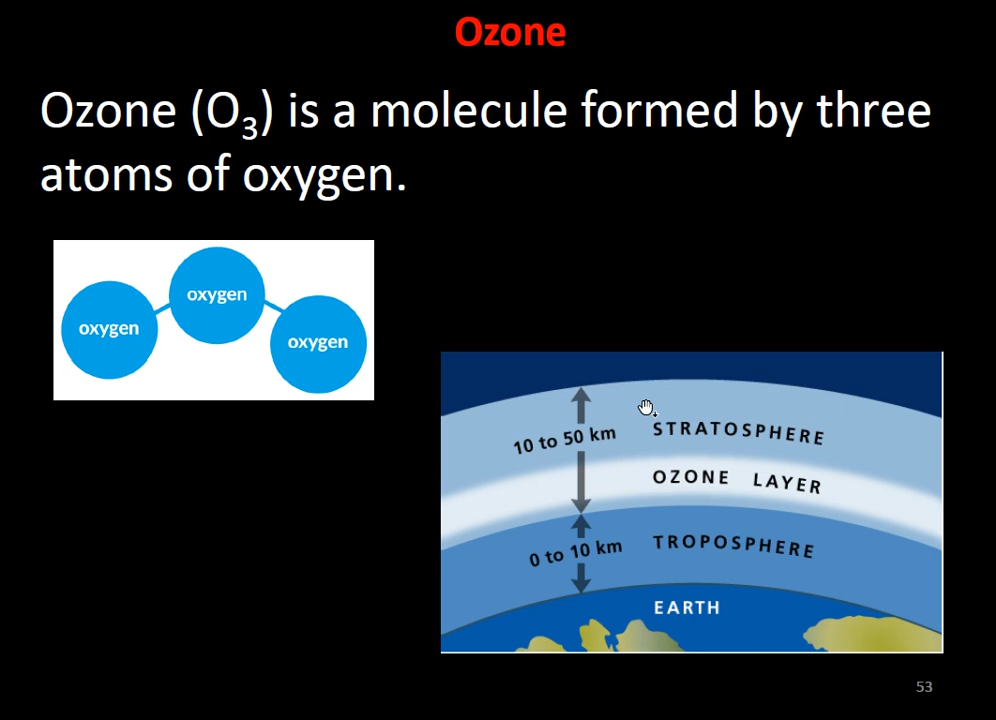 Ozone
Ozone (O₃) is a molecule formed by three
atoms of oxygen.
oxygen
oxygen
oxygen
10 to 50 km
STRATOSPHERE
OZONE LAYER
0 to 10 km
TROPOSPHERE
EARTH
53